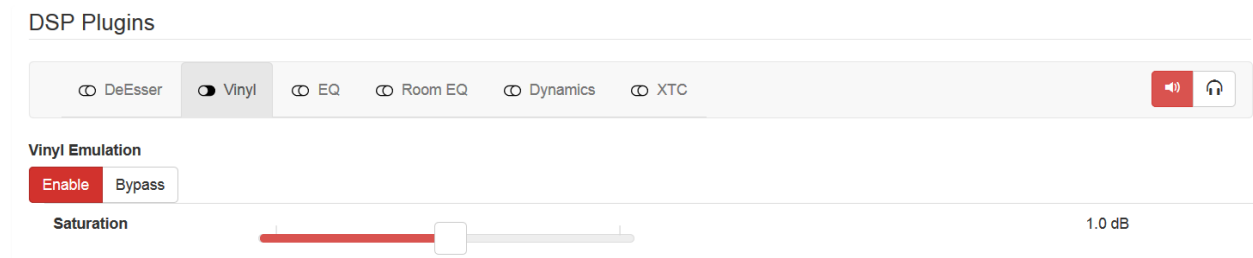 DSP Plugins
DeEsser Vinyl EQ Room EQ Dynamics XTC
Vinyl Emulation
Enable Bypass
Saturation 1.0 dB